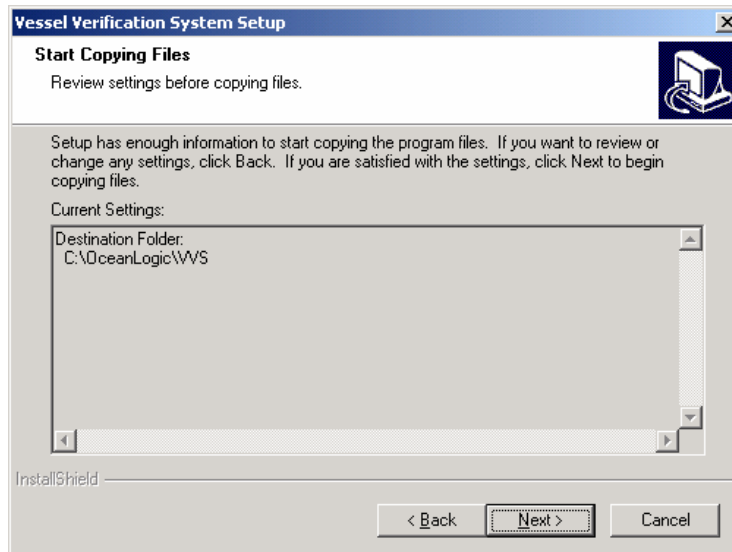 Vessel Verification System Setup
Start Copying Files
Review settings before copying files.
Setup has enough information to start copying the program files. If you want to review or
change any settings, click Back. If you are satisfied with the settings, click Next to begin
copying files.
Current Settings:
Destination Folder:
C:\OceanLogic\VVS
InstallShield
< Back Next > Cancel